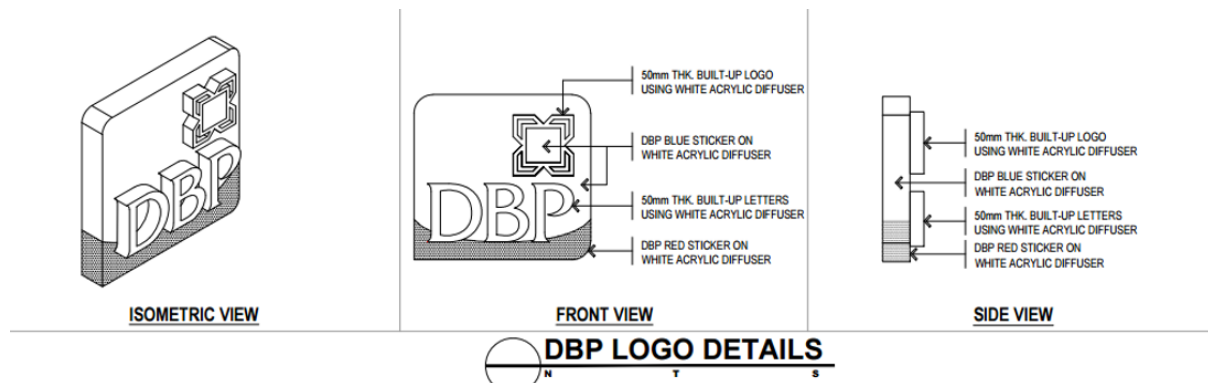 DBP
ISOMETRIC VIEW
DBP
50mm THK. BUILT-UP LOGO
USING WHITE ACRYLIC DIFFUSER
DBP BLUE STICKER ON
WHITE ACRYLIC DIFFUSER
50mm THK. BUILT-UP LETTERS
USING WHITE ACRYLIC DIFFUSER
DBP RED STICKER ON
WHITE ACRYLIC DIFFUSER
FRONT VIEW
50mm THK. BUILT-UP LOGO
USING WHITE ACRYLIC DIFFUSER
DBP BLUE STICKER ON
WHITE ACRYLIC DIFFUSER
50mm THK. BUILT-UP LETTERS
USING WHITE ACRYLIC DIFFUSER
DBP RED STICKER ON
WHITE ACRYLIC DIFFUSER
SIDE VIEW
DBP LOGO DETAILS
N T S